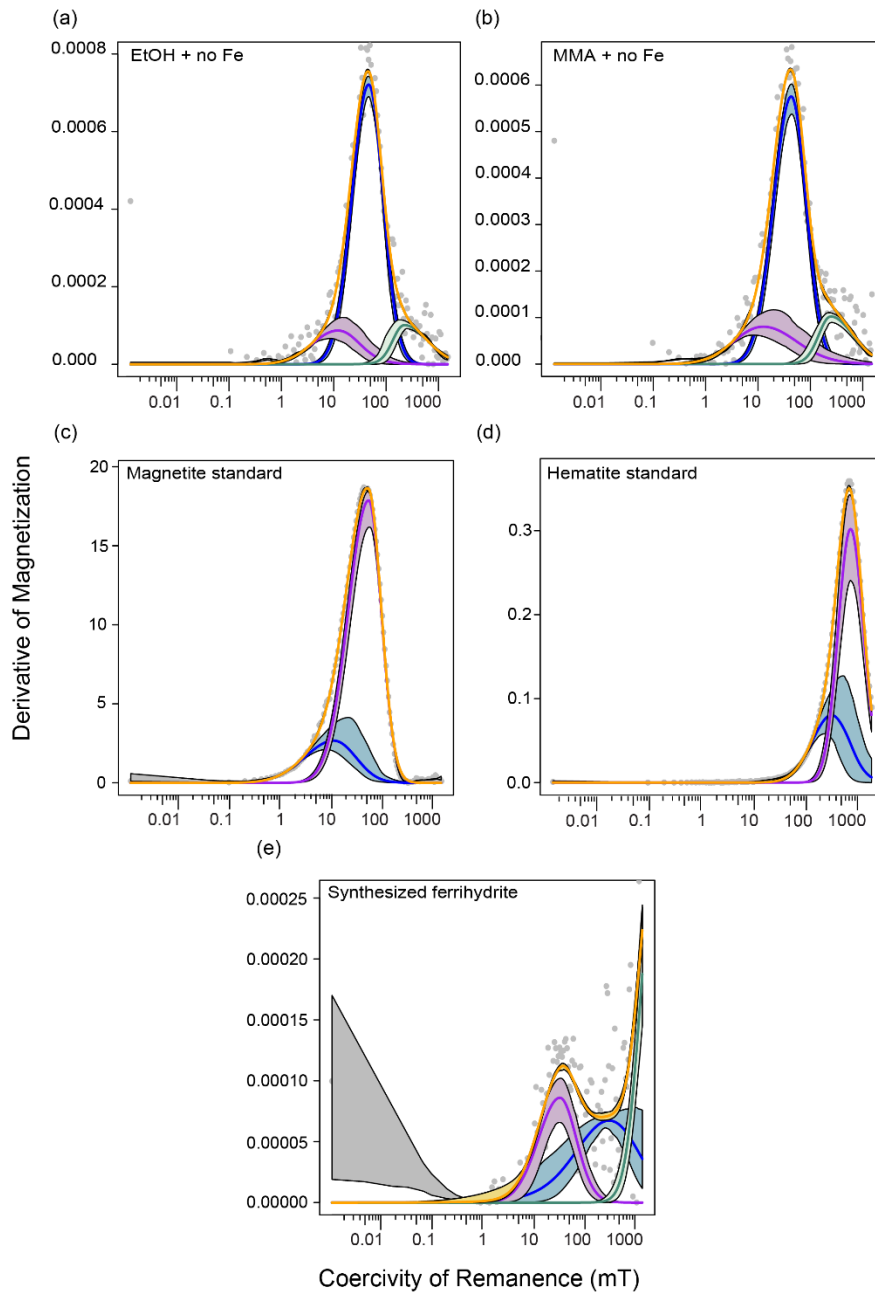 (a)
EtOH + no Fe
0.0008
0.0006
0.0004
0.0002
0.000
0.01 0.1 1 10 100 1000
(b)
MMA + no Fe
0.0006
0.0005
0.0004
0.0003
0.0002
0.0001
0.000
0.01 0.1 1 10 100 1000
(c)
Magnetite standard
20
15
10
5
0
0.01 0.1 1 10 100 1000
(d)
Hematite standard
0.3
0.2
0.1
0.0
0.01 0.1 1 10 100 1000
Derivative of Magnetization
(e)
Synthesized ferrihydrite
0.00025
0.00020
0.00015
0.00010
0.00005
0.00000
0.01 0.1 1 10 100 1000
Coercivity of Remanence (mT)